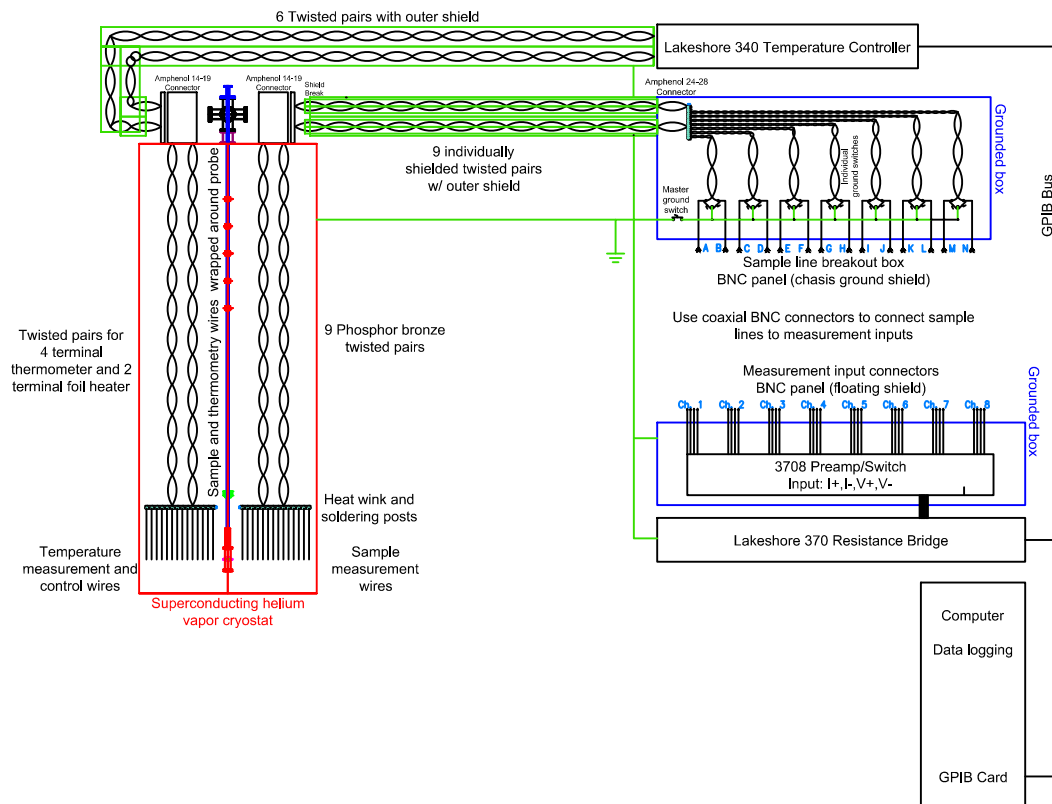 6 Twisted pairs with outer shield
Lakeshore 340 Temperature Controller
Amphenol 14-19
Connector
Amphenol 14-19
Connector
Shield
Break
Amphenol 24-28
Connector
9 individually
shielded twisted pairs
w/ outer shield
Individual
ground switches
Grounded box
GPIB Bus
Master
ground
switch
A B C D E F G H I J K L M N
Sample line breakout box
BNC panel (chasis ground shield)
Sample and thermometry wires wrapped around probe
Twisted pairs for
4 terminal
thermometer and 2
terminal foil heater
9 Phosphor bronze
twisted pairs
Use coaxial BNC connectors to connect sample
lines to measurement inputs
Measurement input connectors
BNC panel (floating shield)
Grounded box
Ch. 1 Ch. 2 Ch. 3 Ch. 4 Ch. 5 Ch. 6 Ch. 7 Ch. 8
3708 Preamp/Switch
Input: I+,I-,V+,V-
Heat wink and
soldering posts
Lakeshore 370 Resistance Bridge
Temperature
measurement and
control wires
Sample
measurement
wires
Superconducting helium
vapor cryostat
Computer
Data logging
GPIB Card